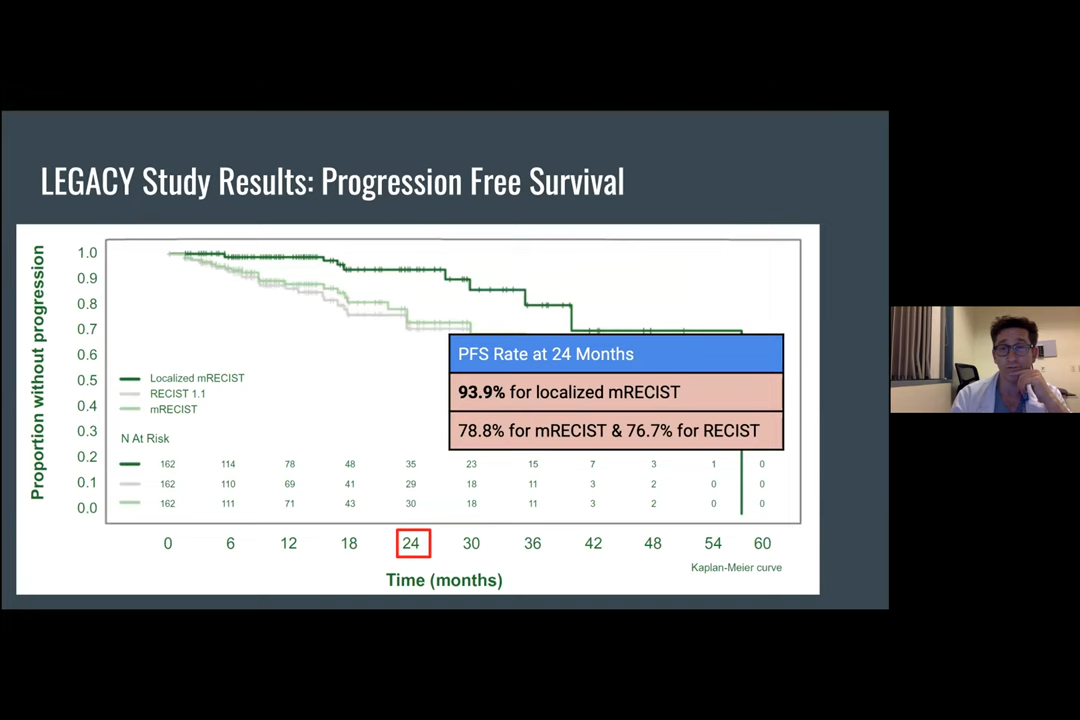 LEGACY Study Results: Progression Free Survival
Proportion without progression
1.0
0.9
0.8
0.7
0.6
0.5
0.4
0.3
0.2
0.1
0.0
Localized mRECIST
RECIST 1.1
mRECIST
PFS Rate at 24 Months
93.9% for localized mRECIST
78.8% for mRECIST & 76.7% for RECIST
N At Risk
162 114 78 48 35 23 15 7 3 1 0
162 110 69 41 29 18 11 3 2 0 0
162 111 71 43 30 18 11 3 2 0 0
0 6 12 18 24 30 36 42 48 54 60
Kaplan-Meier curve
Time (months)